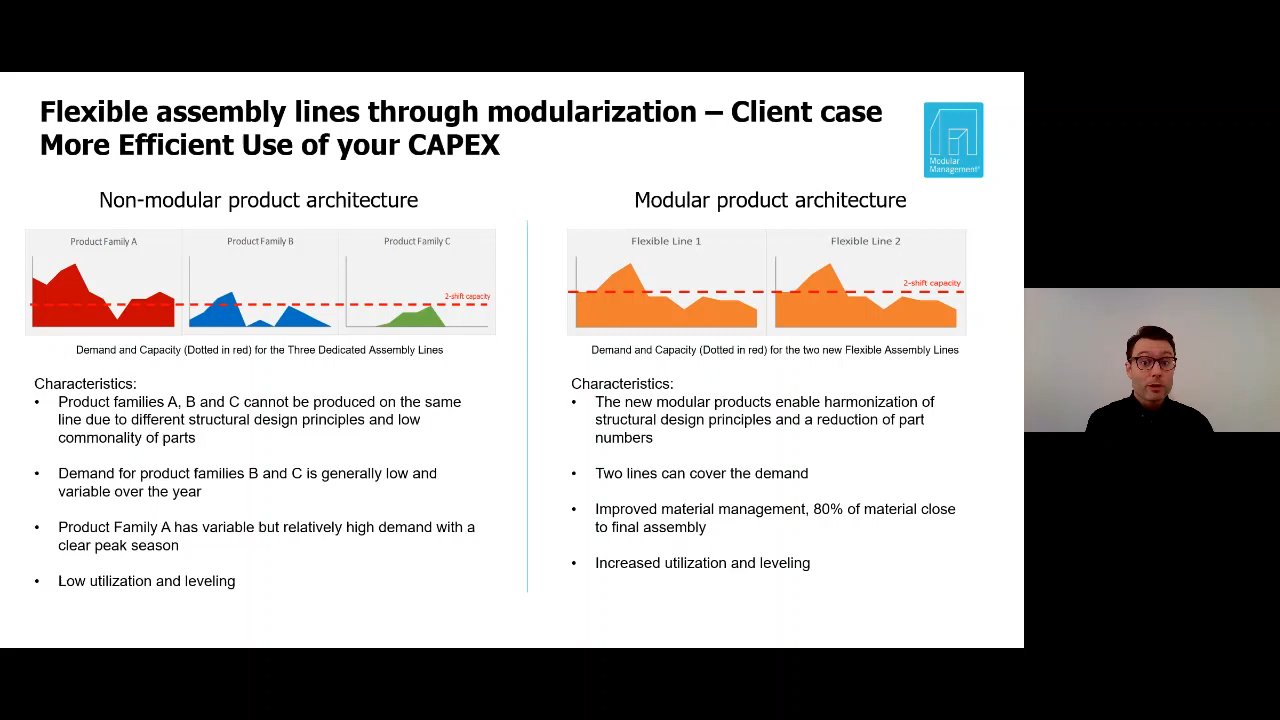 Flexible assembly lines through modularization – Client case
More Efficient Use of your CAPEX
Modular
Management®
Non-modular product architecture
Product Family A
Product Family B
Product Family C
2-shift capacity
Demand and Capacity (Dotted in red) for the Three Dedicated Assembly Lines
Characteristics:
• Product families A, B and C cannot be produced on the same
line due to different structural design principles and low
commonality of parts
• Demand for product families B and C is generally low and
variable over the year
• Product Family A has variable but relatively high demand with a
clear peak season
• Low utilization and leveling
Modular product architecture
Flexible Line 1
Flexible Line 2
2-shift capacity
Demand and Capacity (Dotted in red) for the two new Flexible Assembly Lines
Characteristics:
• The new modular products enable harmonization of
structural design principles and a reduction of part
numbers
• Two lines can cover the demand
• Improved material management, 80% of material close
to final assembly
• Increased utilization and leveling